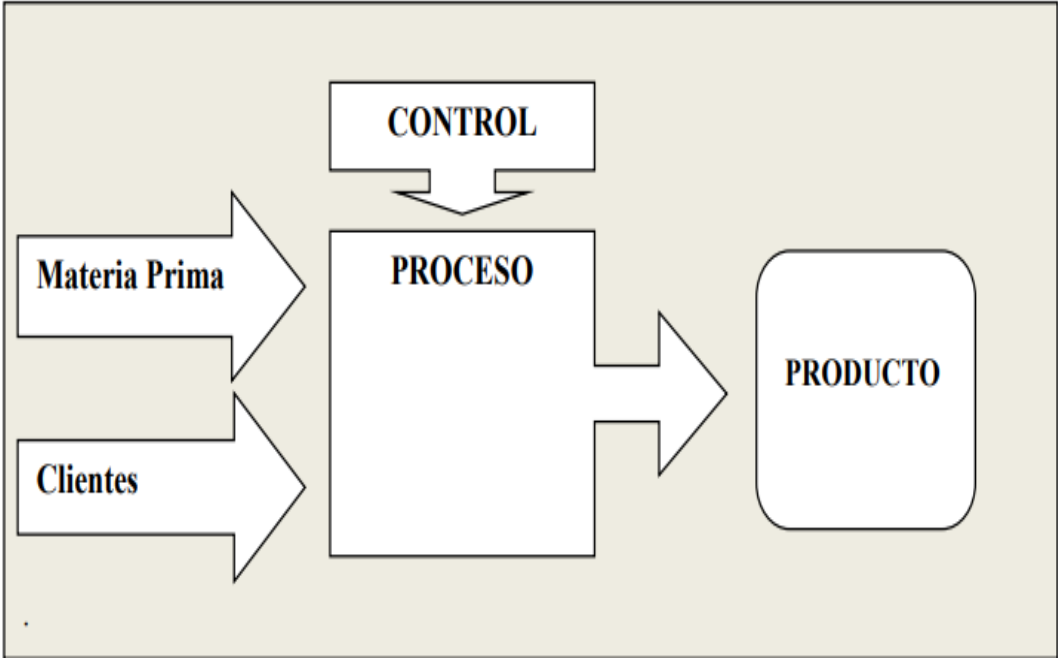 CONTROL
Materia Prima
PROCESO
PRODUCTO
Clientes
.